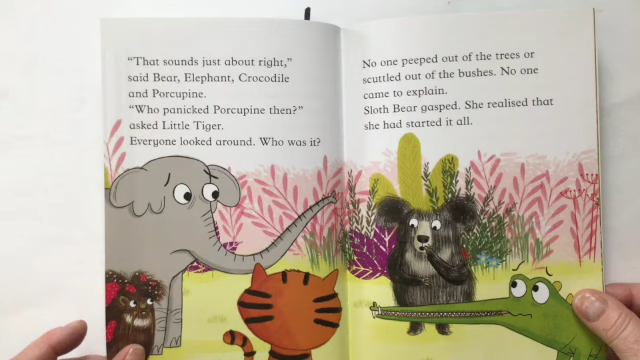 “That sounds just about right,”
said Bear, Elephant, Crocodile
and Porcupine.
“Who panicked Porcupine then?”
asked Little Tiger.
Everyone looked around. Who was it?
No one peeped out of the trees or
scuttled out of the bushes. No one
came to explain.
Sloth Bear gasped. She realised that
she had started it all.